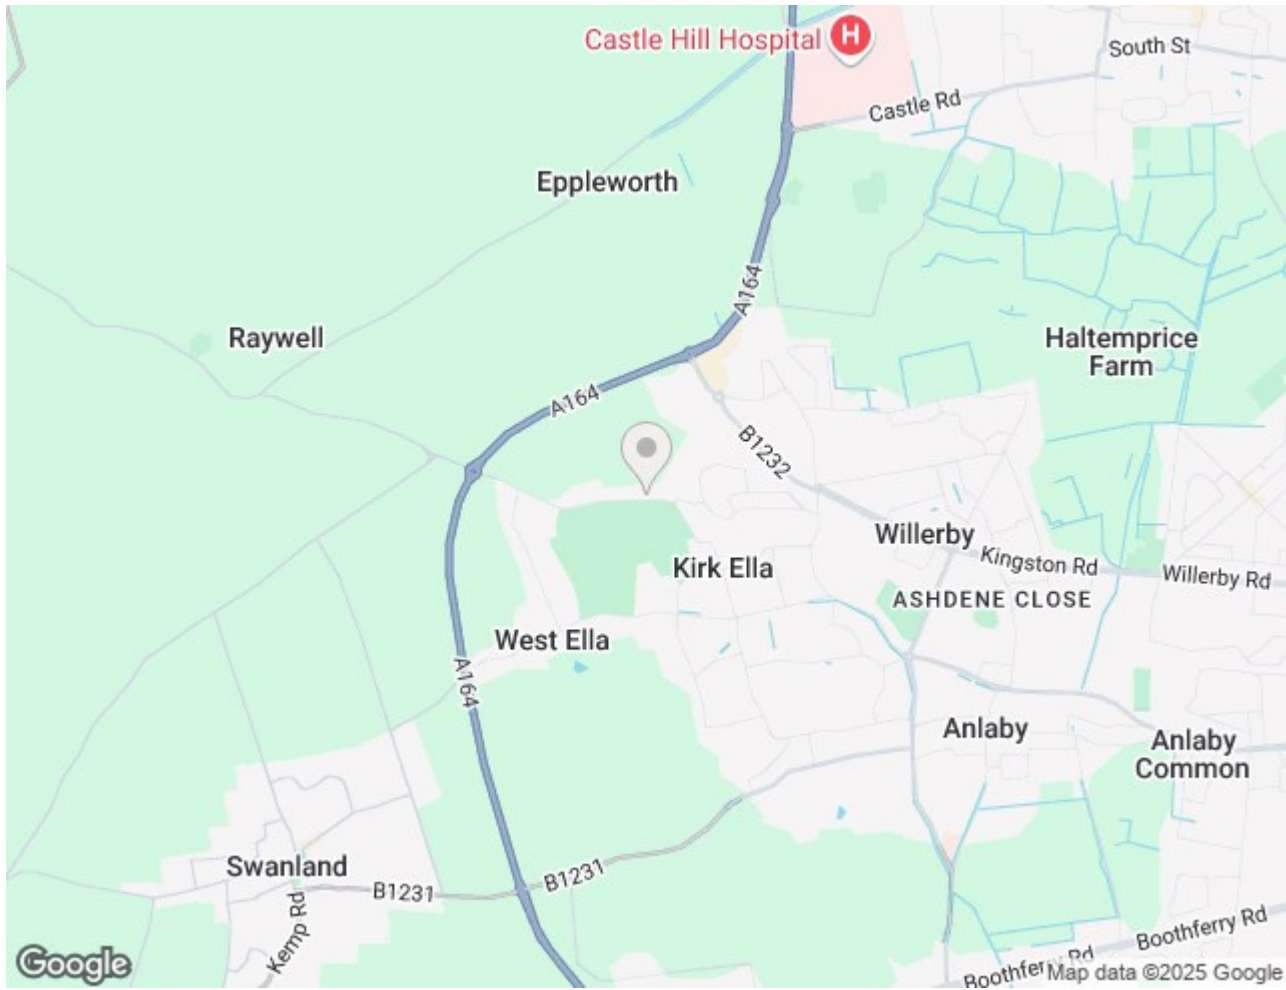 Castle Hill Hospital
H
South St
Castle Rd
Eppleworth
A164
Raywell
Haltemprice
Farm
A164
B1232
Willerby
Kingston Rd
Willerby Rd
Kirk Ella
ASHDENE CLOSE
West Ella
A164
Anlaby
Anlaby
Common
Swanland
B1231
B1231
Kemp Rd
Boothferry Rd
Boothferry Rd
Google
Map data ©2025 Google